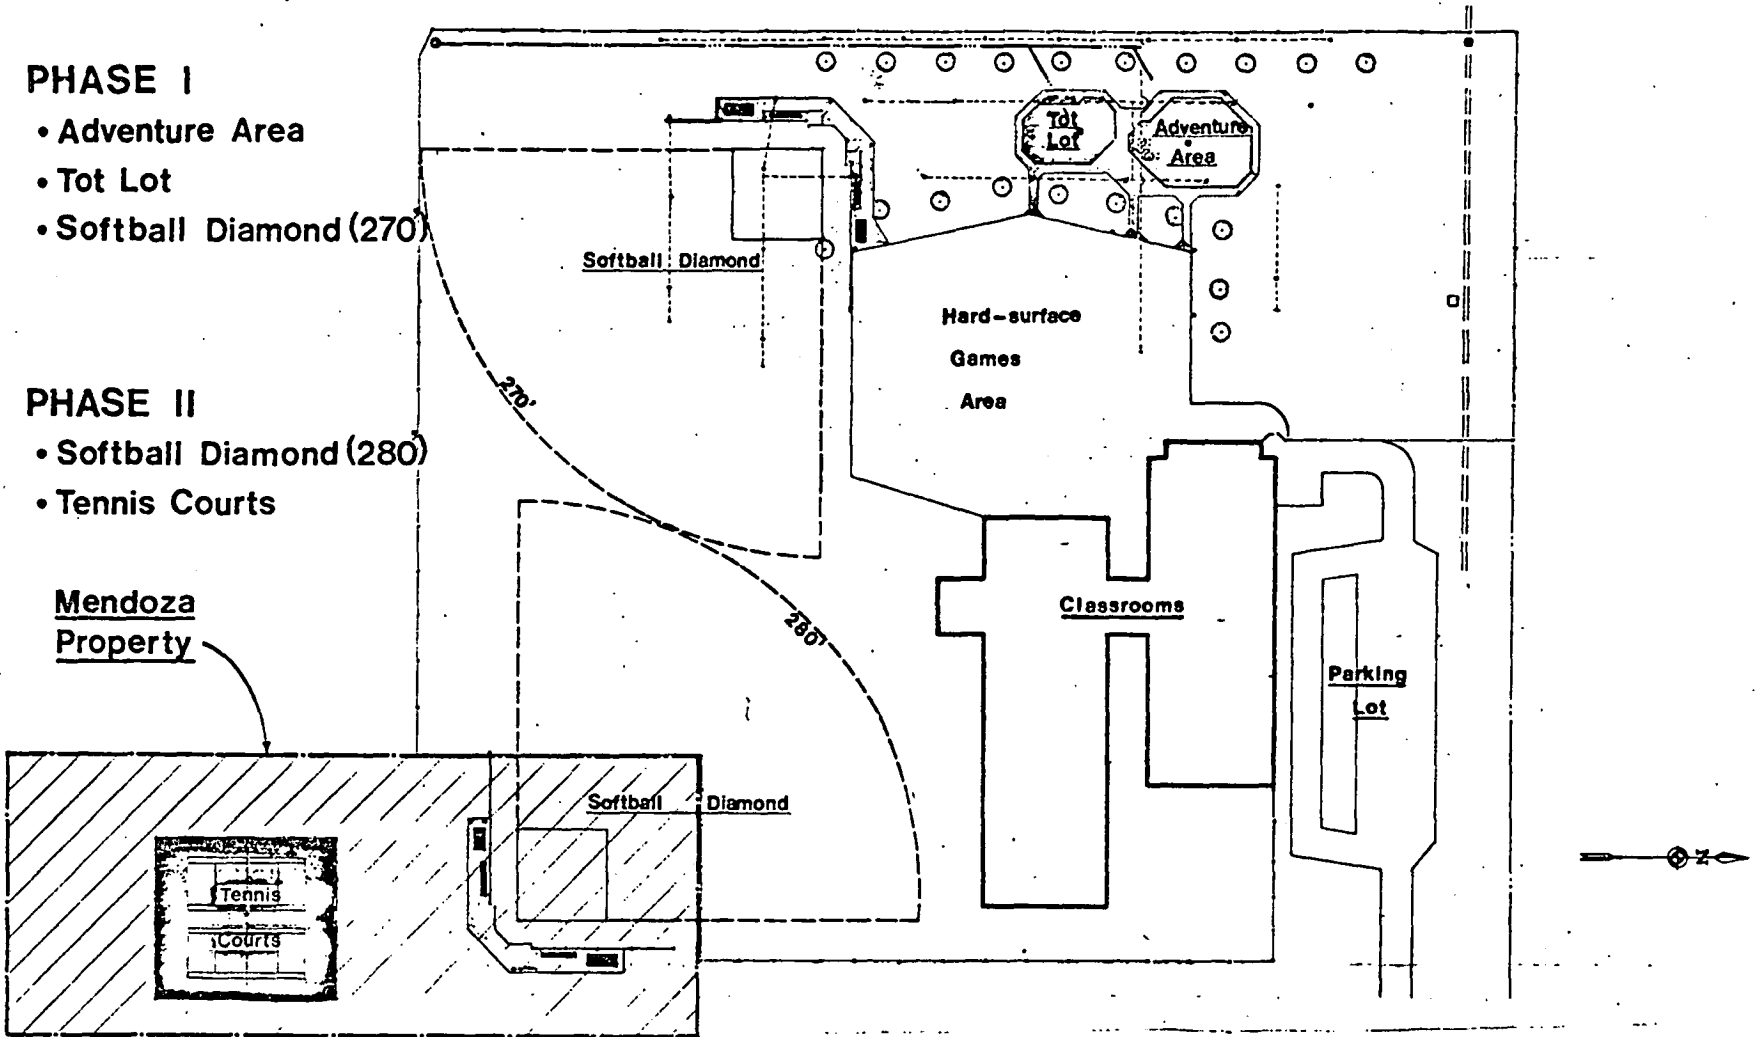 PHASE I
• Adventure Area
• Tot Lot
• Softball Diamond (270)
PHASE II
• Softball Diamond (280)
• Tennis Courts
Mendoza
Property
Tot
Lot
Adventure
Area
Softball Diamond
Hard-surface
Games
Area
270'
280'
Classrooms
Parking
Lot
Softball Diamond
Tennis
Courts
N